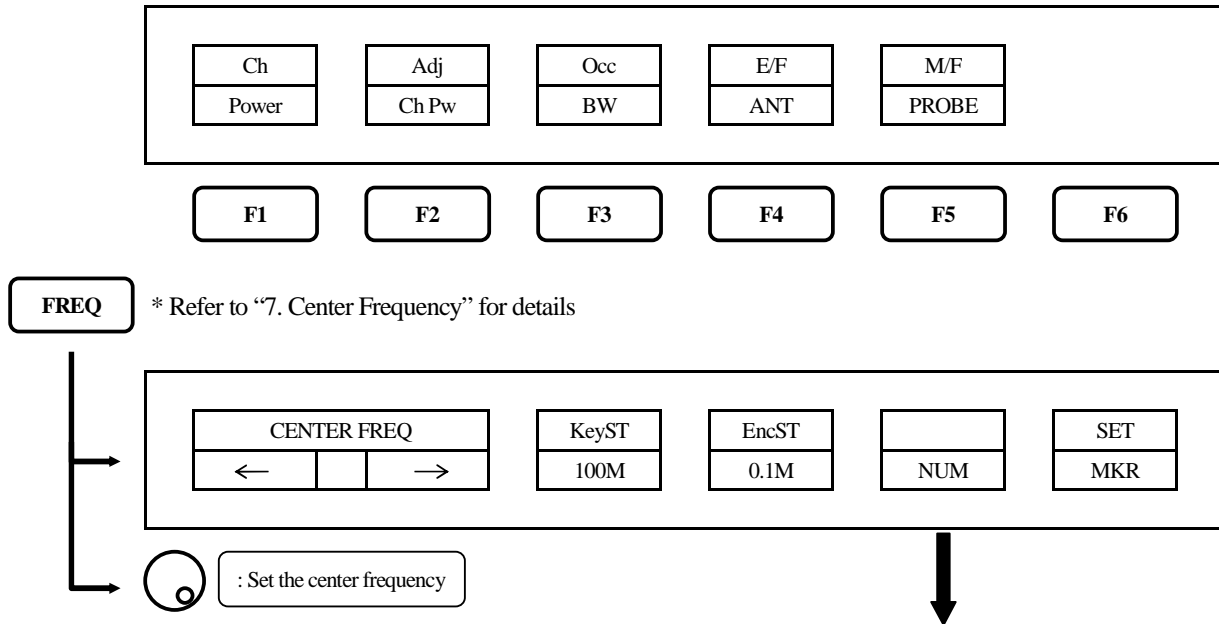 Ch Adj Occ E/F M/F
Power Ch Pw BW ANT PROBE
F1 F2 F3 F4 F5 F6
FREQ * Refer to “7. Center Frequency” for details
CENTER FREQ KeyST EncST SET
← → 100M 0.1M NUM MKR
: Set the center frequency